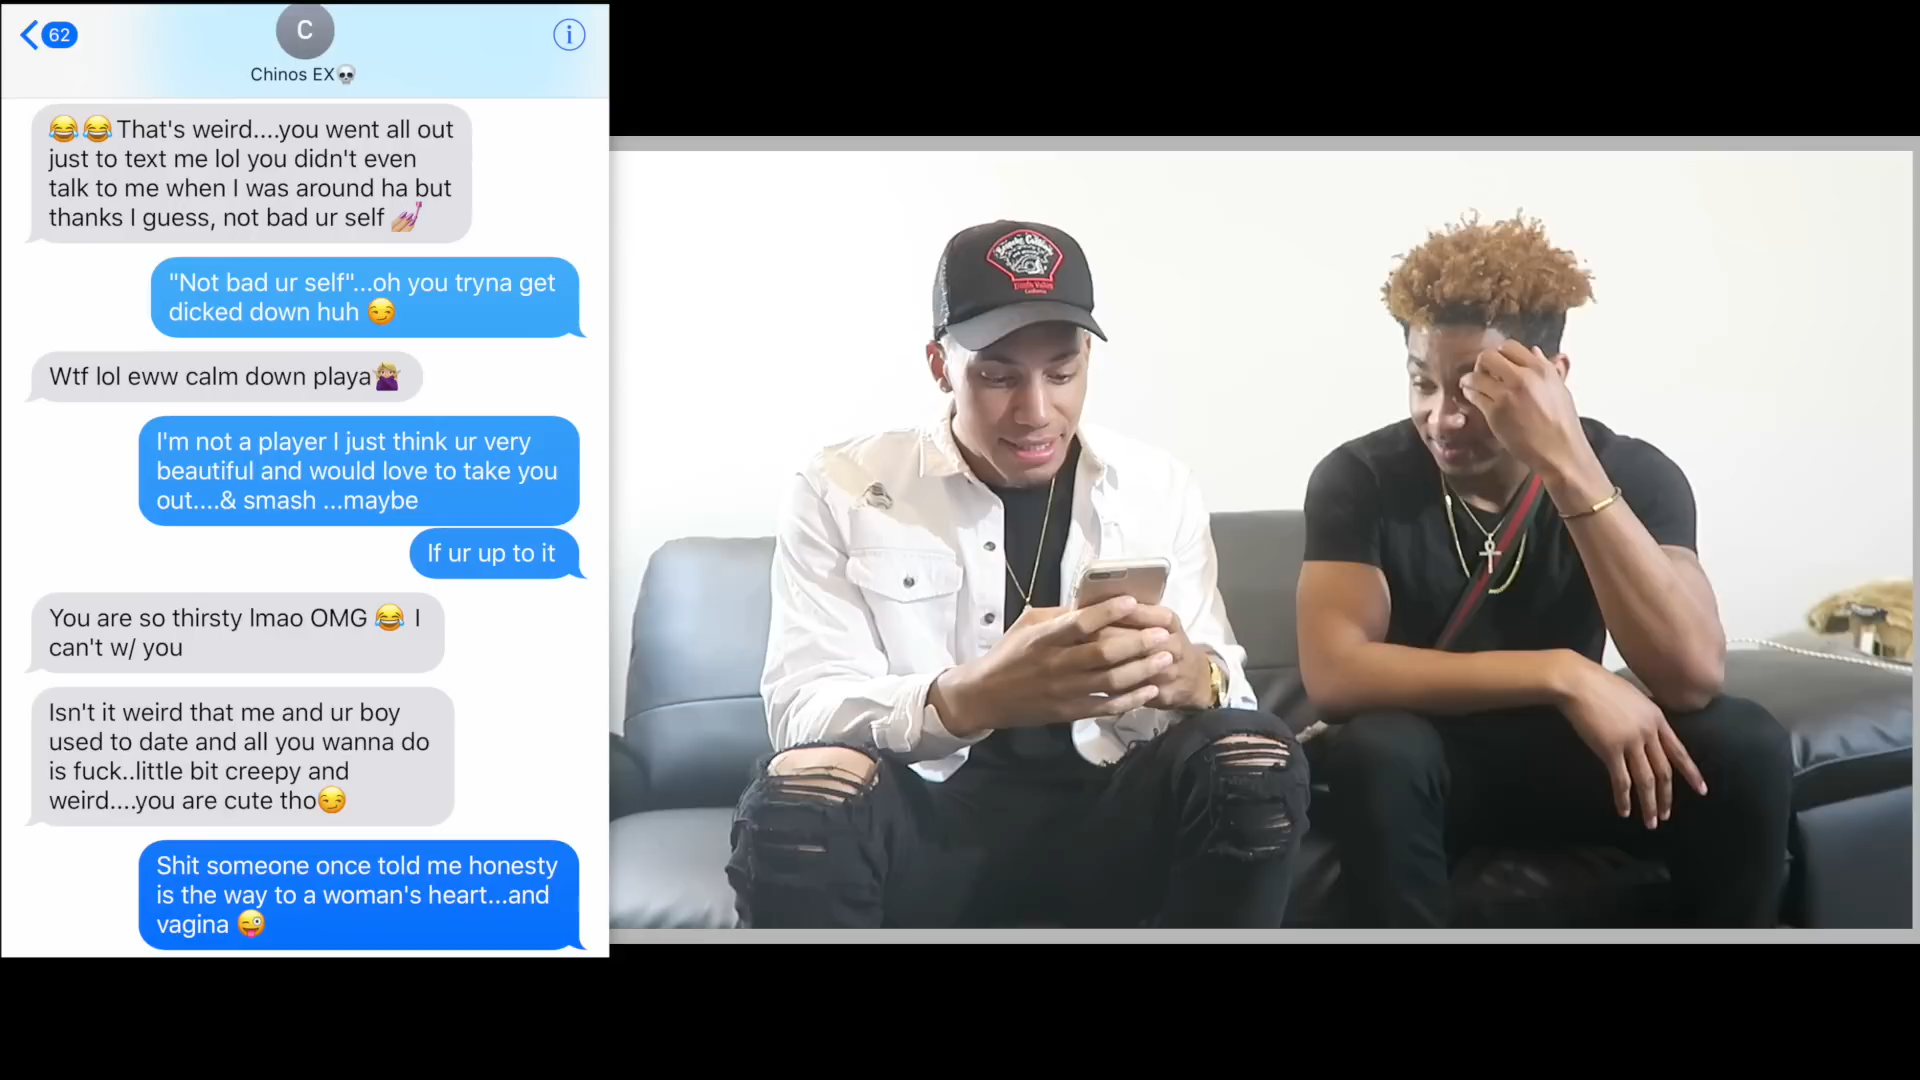 62
C
Chinos EX💀
😂😂That's weird....you went all out
just to text me lol you didn't even
talk to me when I was around ha but
thanks I guess, not bad ur self 💅🏼
"Not bad ur self"...oh you tryna get
dicked down huh 😏
Wtf lol eww calm down playa🙅🏼
I'm not a player I just think ur very
beautiful and would love to take you
out....& smash ...maybe
If ur up to it
You are so thirsty lmao OMG 😂 I
can't w/ you
Isn't it weird that me and ur boy
used to date and all you wanna do
is fuck..little bit creepy and
weird....you are cute tho😏
Shit someone once told me honesty
is the way to a woman's heart...and
vagina 😜